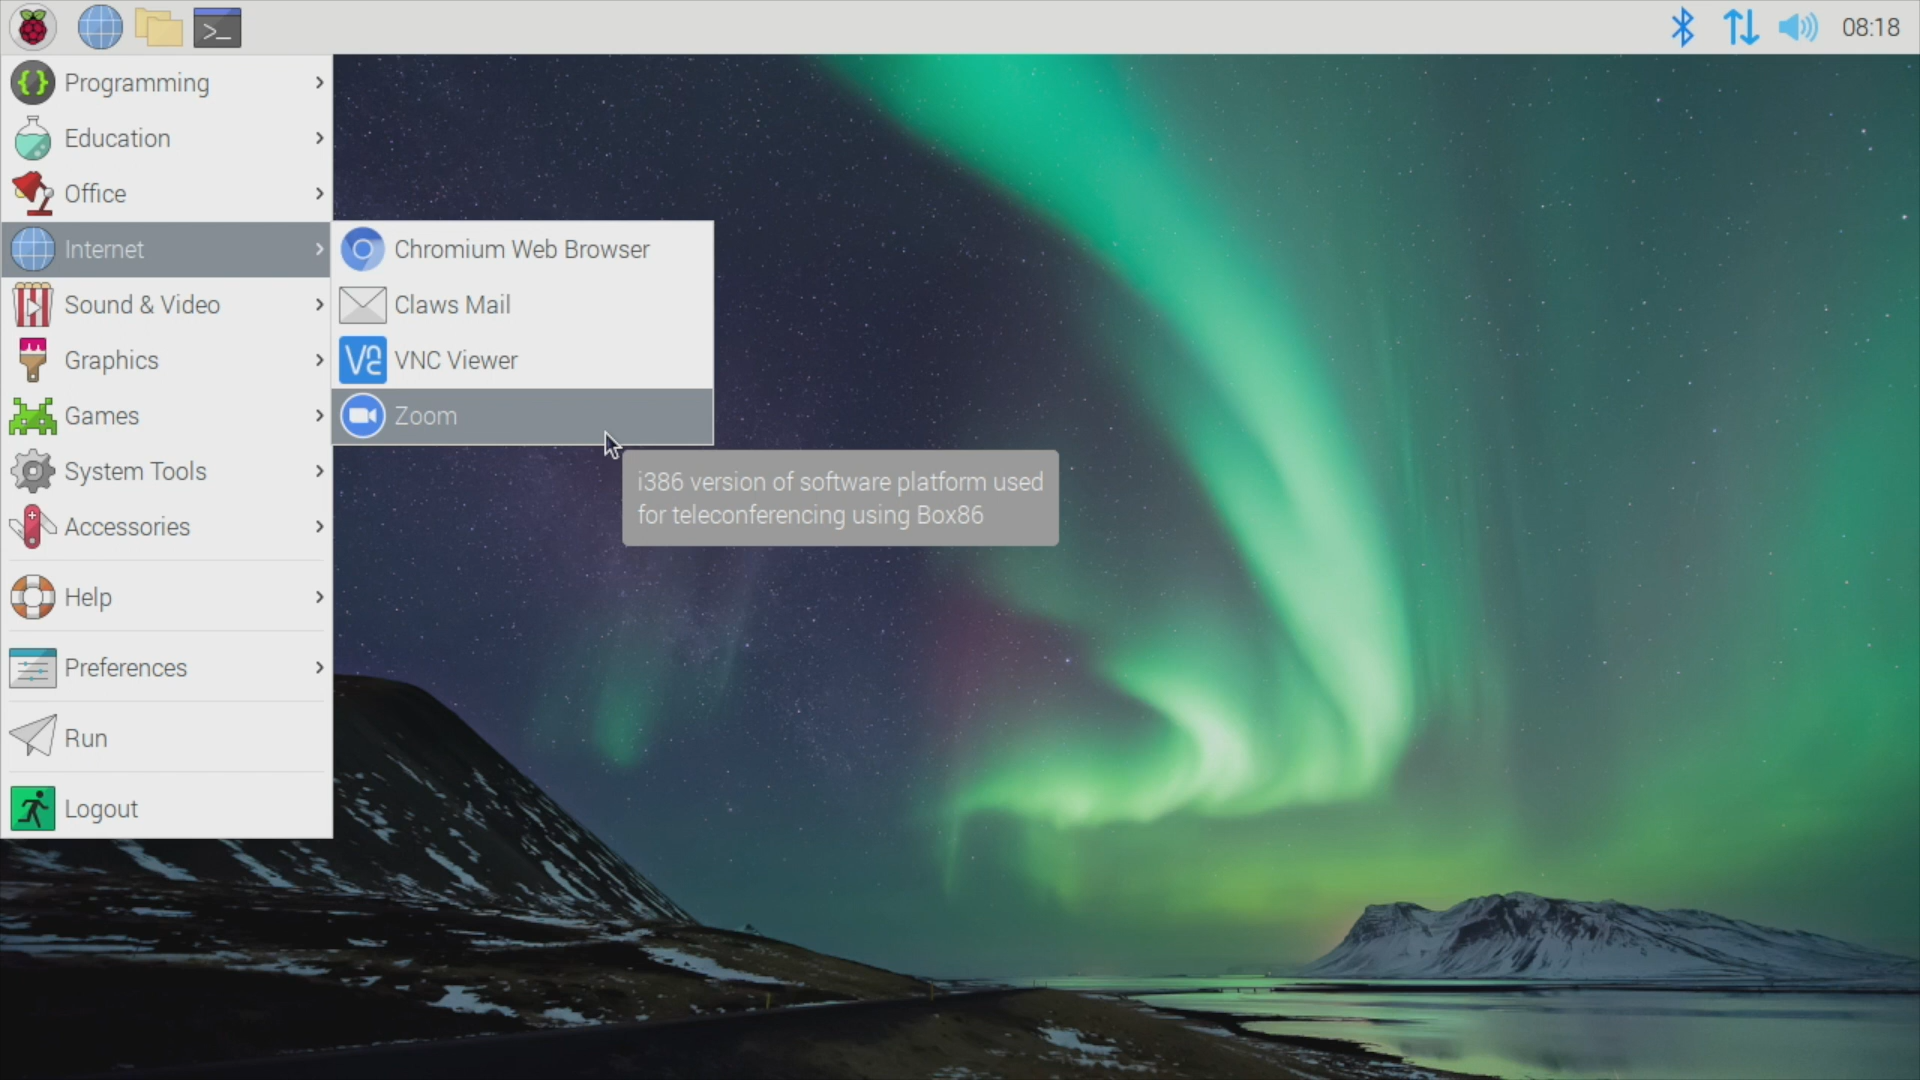 >_
08:18
Programming
Education
Office
Internet
Sound & Video
Graphics
Games
System Tools
Accessories
Help
Preferences
Run
Logout
Chromium Web Browser
Claws Mail
VNC Viewer
Zoom
i386 version of software platform used
for teleconferencing using Box86